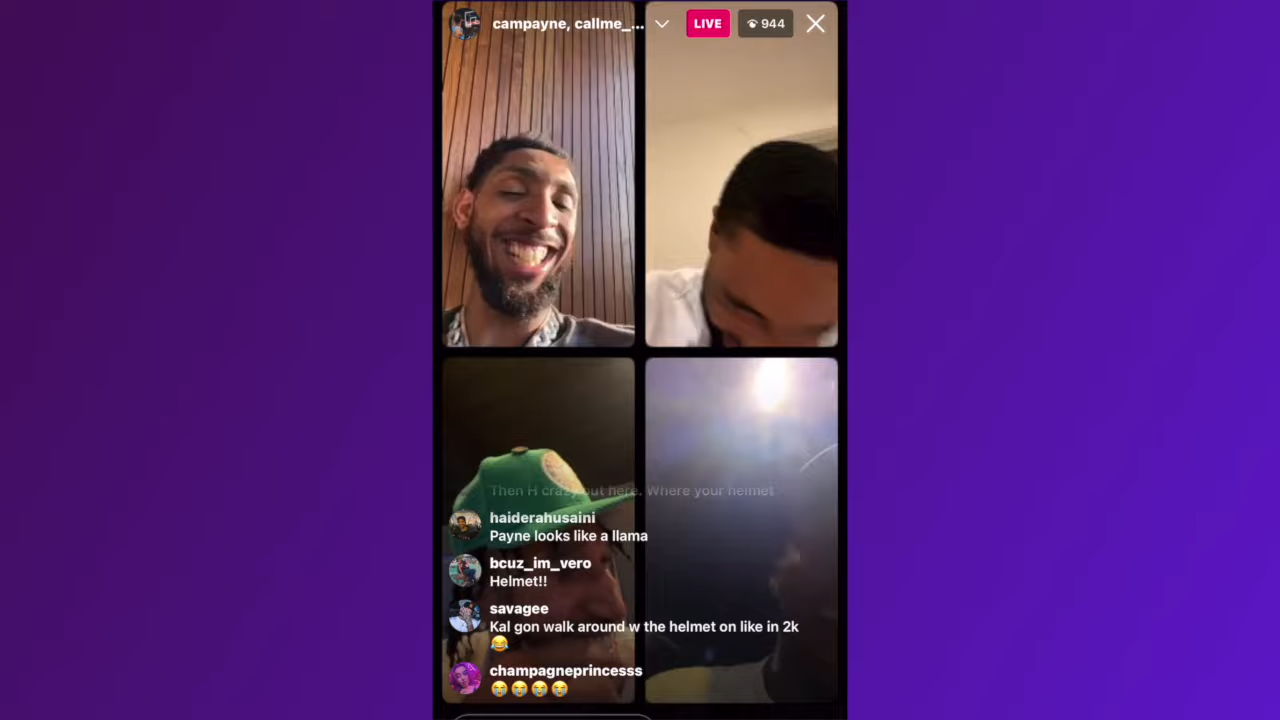 campayne, callme_...
LIVE
944
Then H crazy out here. Where your helmet
haiderahusaini
Payne looks like a llama
bcuz_im_vero
Helmet!!
savagee
Kal gon walk around w the helmet on like in 2k
😂
champagneprincesss
😭😭😭😭